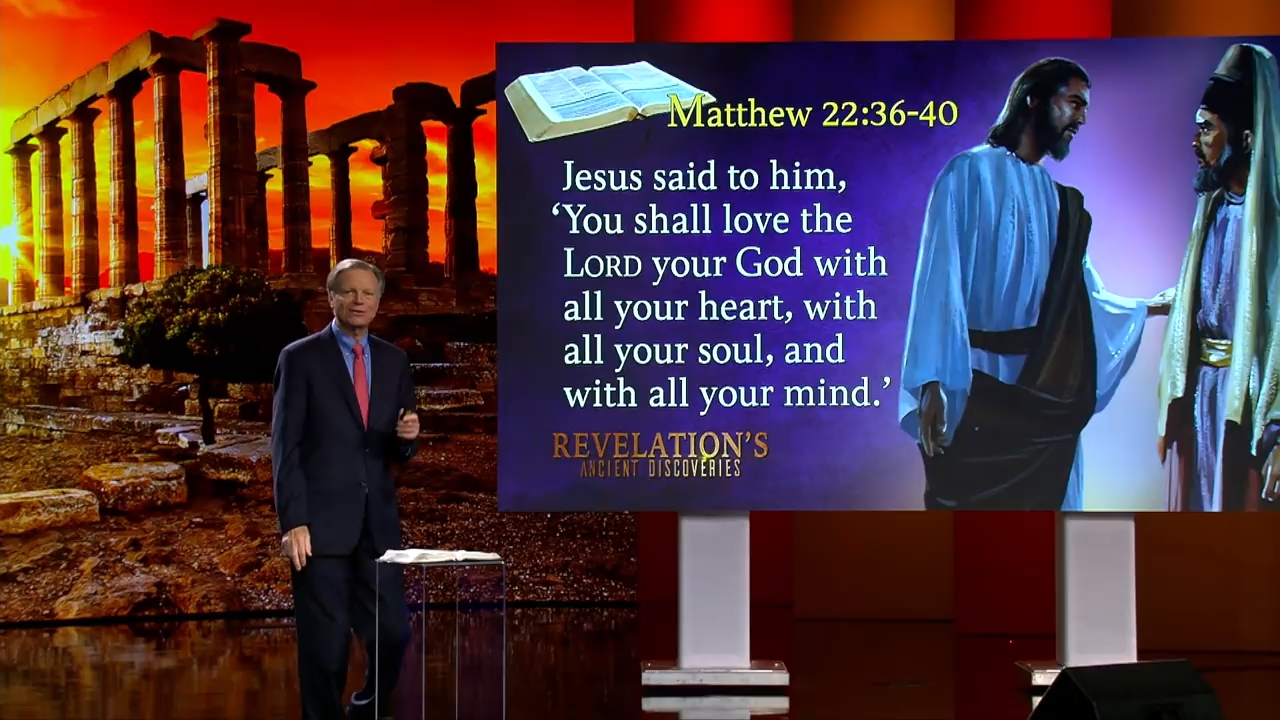 Matthew 22:36-40
Jesus said to him,
‘You shall love the
LORD your God with
all your heart, with
all your soul, and
with all your mind.’
REVELATION'S
ANCIENT DISCOVERIES